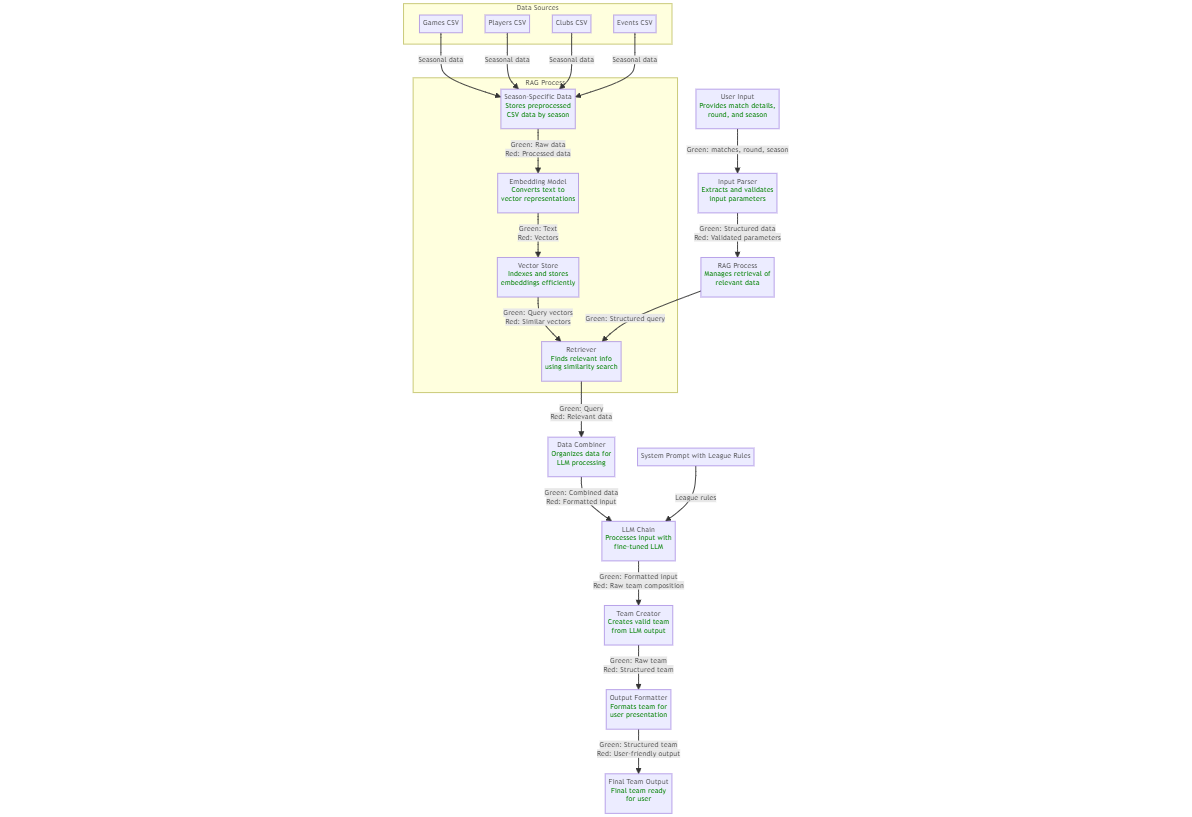 Data Sources
Games CSV
Players CSV
Clubs CSV
Events CSV
Seasonal data
Seasonal data
Seasonal data
Seasonal data
RAG Process
Season-Specific Data
Stores preprocessed
CSV data by season
Green: Raw data
Red: Processed data
Embedding Model
Converts text to
vector representations
Green: Text
Red: Vectors
Vector Store
Indexes and stores
embeddings efficiently
Green: Query vectors
Red: Similar vectors
User Input
Provides match details,
round, and season
Green: matches, round, season
Input Parser
Extracts and validates
input parameters
Green: Structured data
Red: Validated parameters
RAG Process
Manages retrieval of
relevant data
Green: Structured query
Retriever
Finds relevant info
using similarity search
Green: Query
Red: Relevant data
Data Combiner
Organizes data for
LLM processing
System Prompt with League Rules
Green: Combined data
Red: Formatted input
League rules
LLM Chain
Processes input with
fine-tuned LLM
Green: Formatted input
Red: Raw team composition
Team Creator
Creates valid team
from LLM output
Green: Raw team
Red: Structured team
Output Formatter
Formats team for
user presentation
Green: Structured team
Red: User-friendly output
Final Team Output
Final team ready
for user